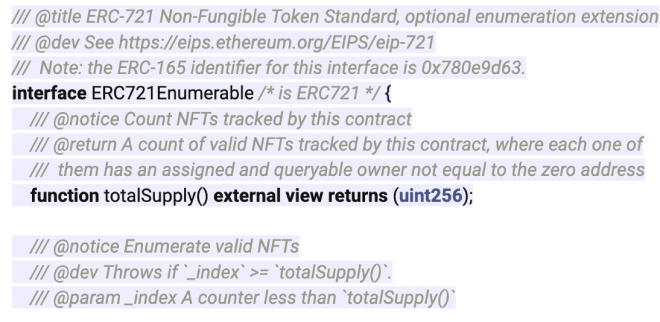 /// @title ERC-721 Non-Fungible Token Standard, optional enumeration extension
/// @dev See https://eips.ethereum.org/EIPS/eip-721
///  Note: the ERC-165 identifier for this interface is 0x780e9d63.
interface ERC721Enumerable /* is ERC721 */ {
/// @notice Count NFTs tracked by this contract
/// @return A count of valid NFTs tracked by this contract, where each one of
///  them has an assigned and queryable owner not equal to the zero address
function totalSupply() external view returns (uint256);
/// @notice Enumerate valid NFTs
/// @dev Throws if `_index` >= `totalSupply()`.
/// @param _index A counter less than `totalSupply()`